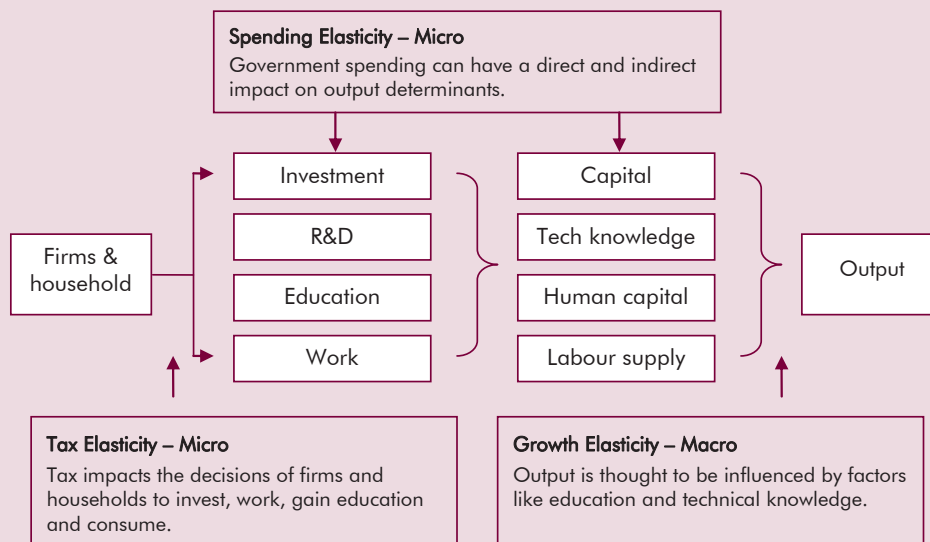 Spending Elasticity – Micro
Government spending can have a direct and indirect
impact on output determinants.
Investment
Capital
R&D
Tech knowledge
Firms &
household
Output
Education
Human capital
Work
Labour supply
Tax Elasticity – Micro
Tax impacts the decisions of firms and
households to invest, work, gain education
and consume.
Growth Elasticity – Macro
Output is thought to be influenced by factors
like education and technical knowledge.